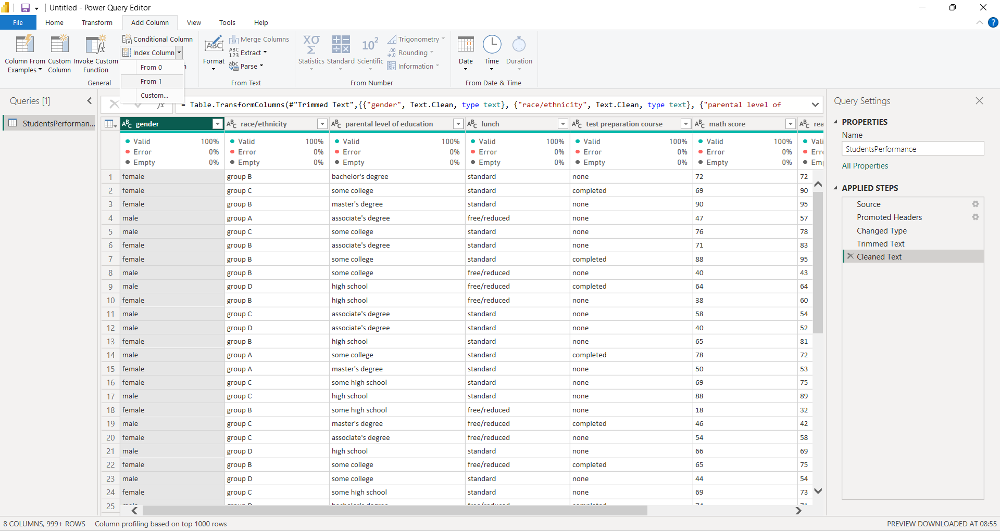 Untitled - Power Query Editor
File Home Transform Add Column View Tools Help
Column From Examples
Custom Column
Invoke Custom Function
Conditional Column
Index Column
From 0
From 1
Custom...
General
Format
Merge Columns
Extract
Parse
From Text
Statistics
Standard
Scientific
Trigonometry
Rounding
Information
From Number
Date
Time
Duration
From Date & Time
Queries [1]
StudentsPerforman...
= Table.TransformColumns(#"Trimmed Text",{{"gender", Text.Clean, type text}, {"race/ethnicity", Text.Clean, type text}, {"parental level of
gender race/ethnicity parental level of education lunch test preparation course math score rea
Valid 100% Valid 100% Valid 100% Valid 100% Valid 100% Valid 100% Vali
Error 0% Error 0% Error 0% Error 0% Error 0% Error 0% Erro
Empty 0% Empty 0% Empty 0% Empty 0% Empty 0% Empty 0% Emp
1 female group B bachelor's degree standard none 72 72
2 female group C some college standard completed 69 90
3 female group B master's degree standard none 90 95
4 male group A associate's degree free/reduced none 47 57
5 male group C some college standard none 76 78
6 female group B associate's degree standard none 71 83
7 female group B some college standard completed 88 95
8 male group B some college free/reduced none 40 43
9 male group D high school free/reduced completed 64 64
10 female group B high school free/reduced none 38 60
11 male group C associate's degree standard none 58 54
12 male group D associate's degree standard none 40 52
13 female group B high school standard none 65 81
14 male group A some college standard completed 78 72
15 female group A master's degree standard none 50 53
16 female group C some high school standard none 69 75
17 male group C high school standard none 88 89
18 female group B some high school free/reduced none 18 32
19 male group C master's degree free/reduced completed 46 42
20 female group C associate's degree free/reduced none 54 58
21 male group D high school standard none 66 69
22 female group B some college free/reduced completed 65 75
23 male group D some college standard none 44 54
24 female group C some high school standard none 69 73
25
Query Settings
PROPERTIES
Name
StudentsPerformance
All Properties
APPLIED STEPS
Source
Promoted Headers
Changed Type
Trimmed Text
Cleaned Text
8 COLUMNS, 999+ ROWS Column profiling based on top 1000 rows
PREVIEW DOWNLOADED AT 08:55